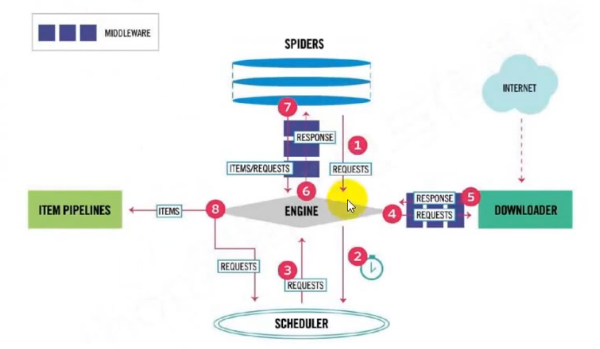 MIDDLEWARE
SPIDERS
INTERNET
7
1
RESPONSE
ITEMS/REQUESTS
REQUESTS
6
5
RESPONSE
ITEM PIPELINES
ITEMS
8
ENGINE
4
REQUESTS
DOWNLOADER
2
REQUESTS
3
REQUESTS
SCHEDULER